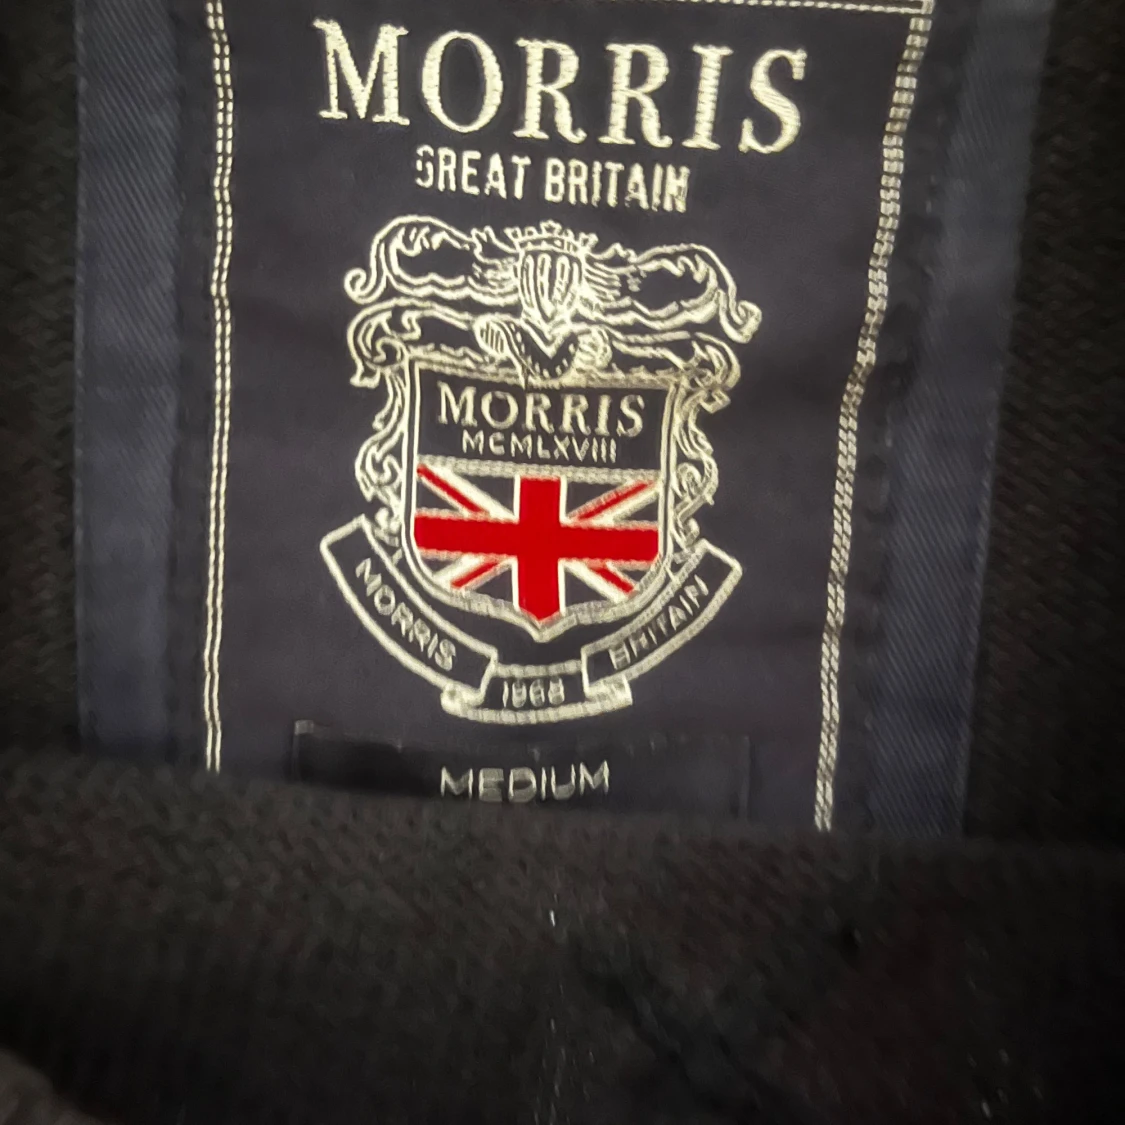 MORRIS
GREAT BRITAIN
MORRIS
MCMLXVIII
MORRIS 1968 BRITAIN
MEDIUM